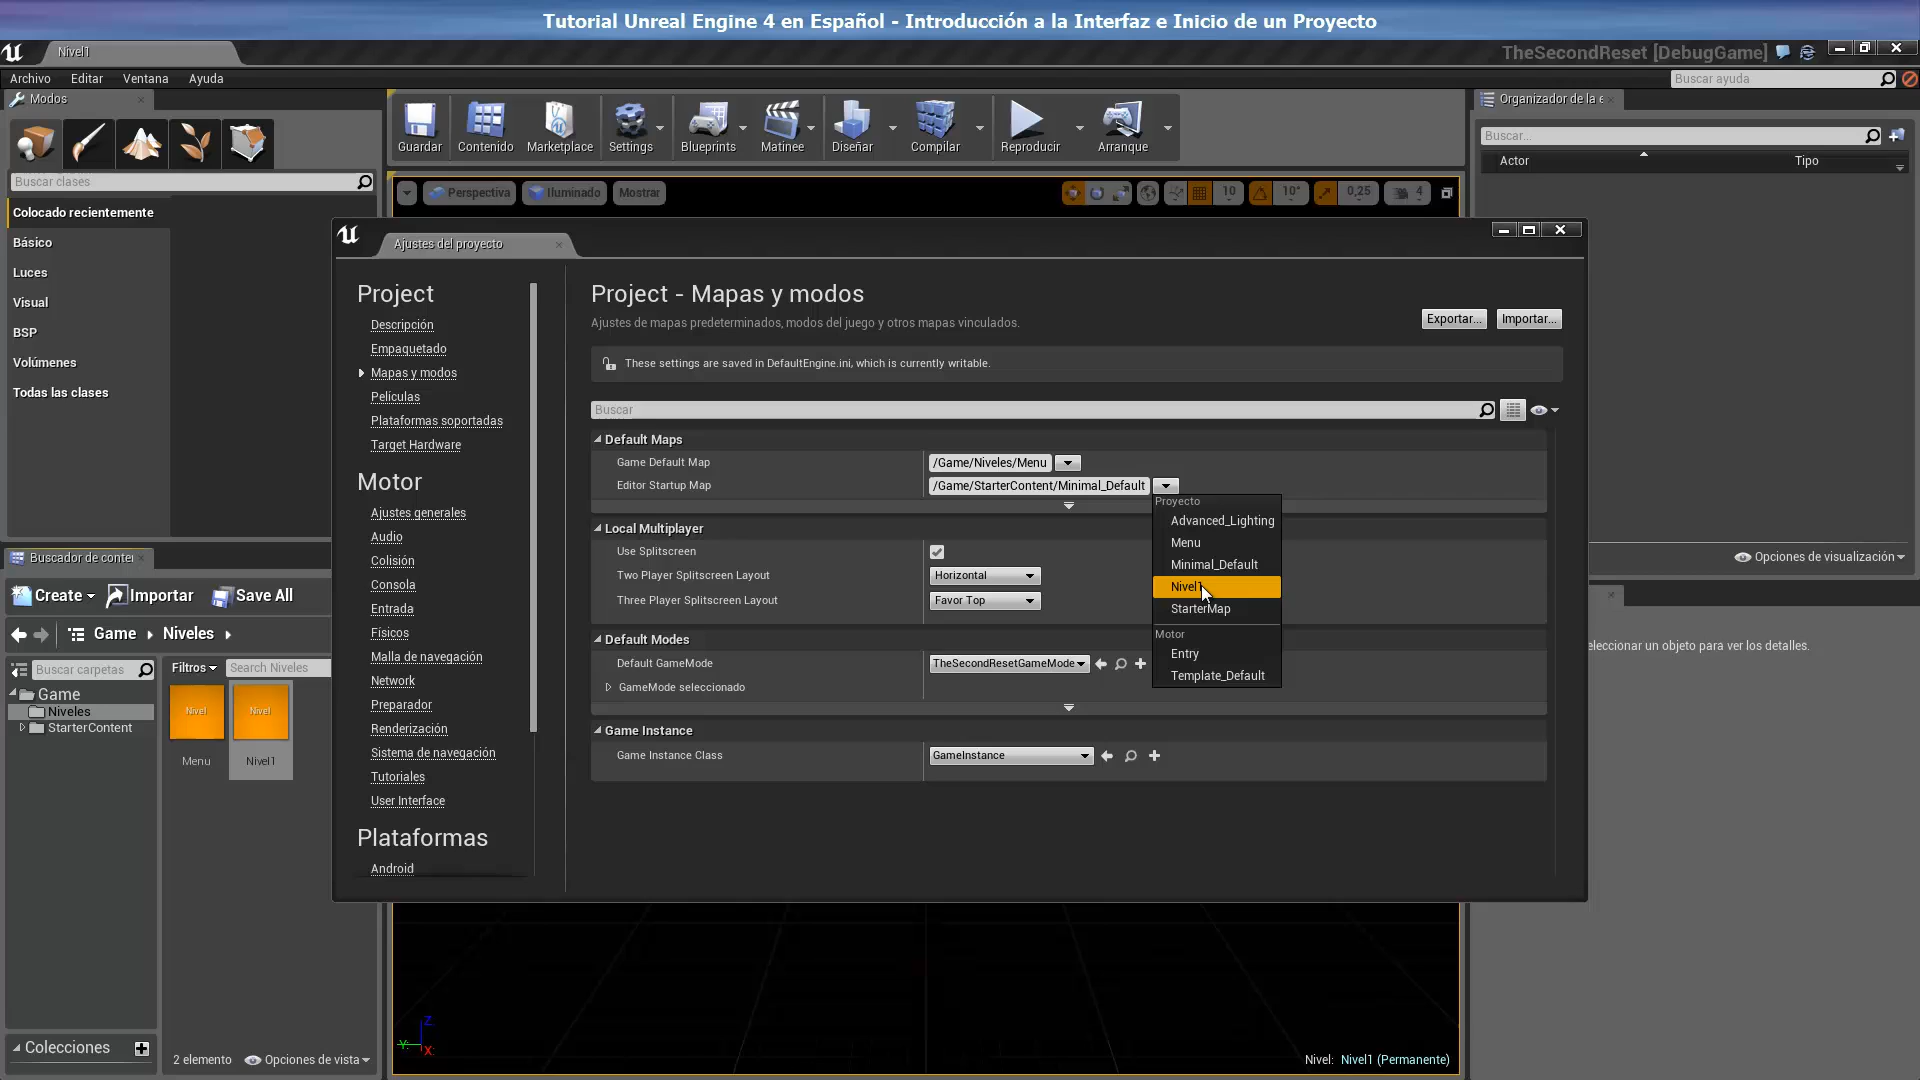 Tutorial Unreal Engine 4 en Español - Introducción a la Interfaz e Inicio de un Proyecto
Nivel1
TheSecondReset [DebugGame]
Archivo Editar Ventana Ayuda
Buscar ayuda
Modos
Guardar Contenido Marketplace Settings Blueprints Matinee Diseñar Compilar Reproducir Arranque
Organizador de la e
Buscar...
Actor Tipo
Buscar clases
Colocado recientemente
Básico
Luces
Visual
BSP
Volúmenes
Todas las clases
Perspectiva Iluminado Mostrar
10 10° 0,25 4
Ajustes del proyecto
Project
Descripción
Empaquetado
Mapas y modos
Películas
Plataformas soportadas
Target Hardware
Motor
Ajustes generales
Audio
Colisión
Consola
Entrada
Físicos
Malla de navegación
Network
Preparador
Renderización
Sistema de navegación
Tutoriales
User Interface
Plataformas
Android
Project - Mapas y modos
Ajustes de mapas predeterminados, modos del juego y otros mapas vinculados.
Exportar... Importar...
These settings are saved in DefaultEngine.ini, which is currently writable.
Buscar
Default Maps
Game Default Map /Game/Niveles/Menu
Editor Startup Map /Game/StarterContent/Minimal_Default
Local Multiplayer
Use Splitscreen
Two Player Splitscreen Layout Horizontal
Three Player Splitscreen Layout Favor Top
Default Modes
Default GameMode TheSecondResetGameMode
GameMode seleccionado
Game Instance
Game Instance Class GameInstance
Proyecto
Advanced_Lighting
Menu
Minimal_Default
Nivel1
StarterMap
Motor
Entry
Template_Default
Opciones de visualización
eleccionar un objeto para ver los detalles.
Buscador de conter
Create Importar Save All
Game Niveles
Buscar carpetas
Filtros Search Niveles
Game
Niveles
StarterContent
Nivel Nivel
Menu Nivel1
Colecciones
2 elemento Opciones de vista
Z
Y
X
Nivel: Nivel1 (Permanente)